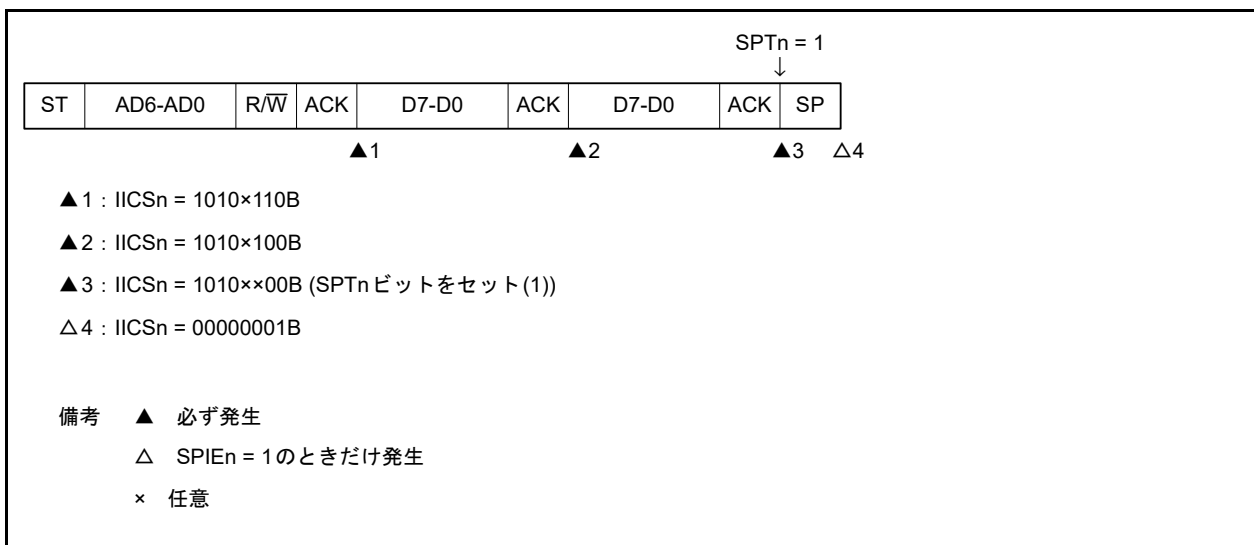 SPTn = 1
↓
ST AD6-AD0 R/W̅ ACK D7-D0 ACK D7-D0 ACK SP
▲1 ▲2 ▲3 △4
▲1：IICSn = 1010×110B
▲2：IICSn = 1010×100B
▲3：IICSn = 1010××00B (SPTnビットをセット(1))
△4：IICSn = 00000001B
備考 ▲ 必ず発生
△ SPIEn = 1のときだけ発生
× 任意